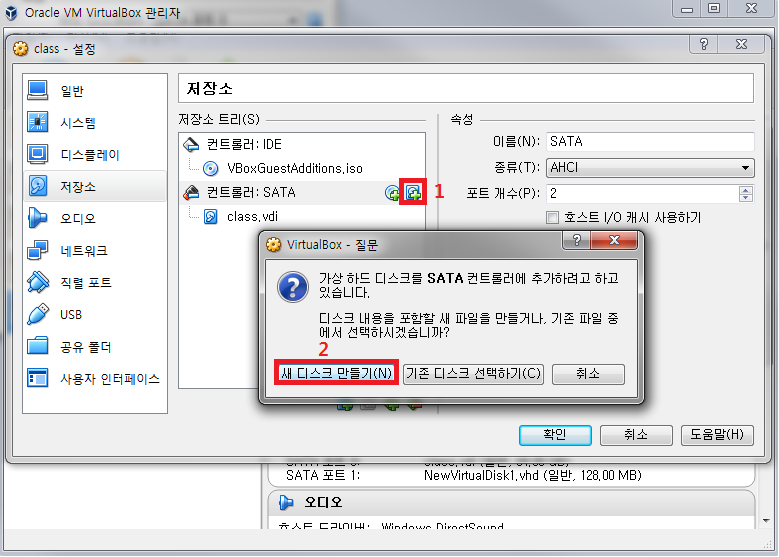 Oracle VM VirtualBox 관리자
class - 설정
일반
시스템
디스플레이
저장소
오디오
네트워크
직렬 포트
USB
공유 폴더
사용자 인터페이스
저장소
저장소 트리(S)
컨트롤러: IDE
VBoxGuestAdditions.iso
컨트롤러: SATA
1
class.vdi
속성
이름(N): SATA
종류(T): AHCI
포트 개수(P): 2
호스트 I/O 캐시 사용하기
VirtualBox - 질문
가상 하드 디스크를 SATA 컨트롤러에 추가하려고 하고
있습니다.
디스크 내용을 포함할 새 파일을 만들거나, 기존 파일 중
에서 선택하시겠습니까?
2
새 디스크 만들기(N) 기존 디스크 선택하기(C) 취소
확인 취소 도움말(H)
SATA 포트 1: NewVirtualDisk1.vhd (일반, 128,00 MB)
오디오
호스트 드라이버: Windows DirectSound